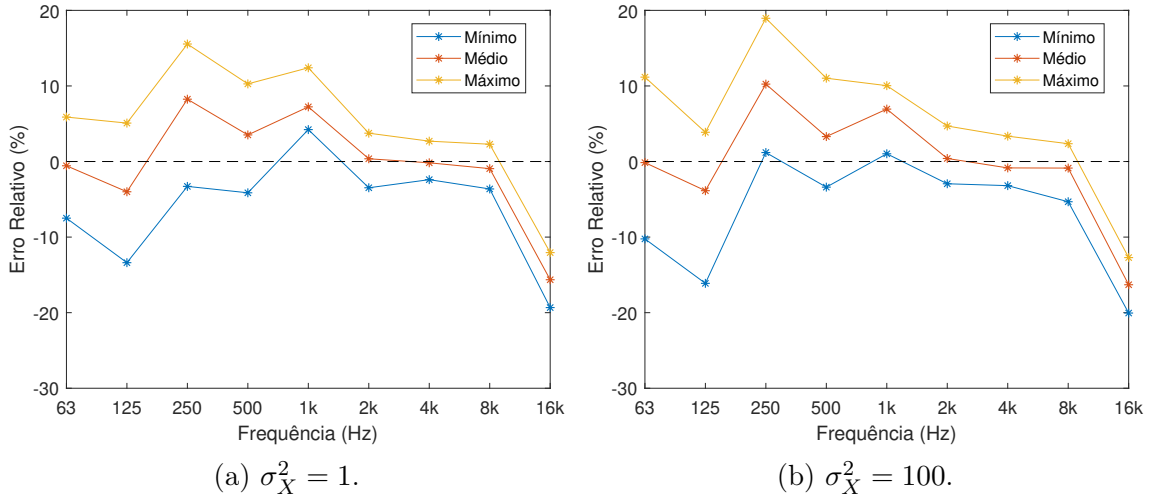 20
10
0
-10
-20
-30
Erro Relativo (%)
63 125 250 500 1k 2k 4k 8k 16k
Frequência (Hz)
Mínimo
Médio
Máximo
(a) σ²_X = 1.
20
10
0
-10
-20
-30
Erro Relativo (%)
63 125 250 500 1k 2k 4k 8k 16k
Frequência (Hz)
Mínimo
Médio
Máximo
(b) σ²_X = 100.